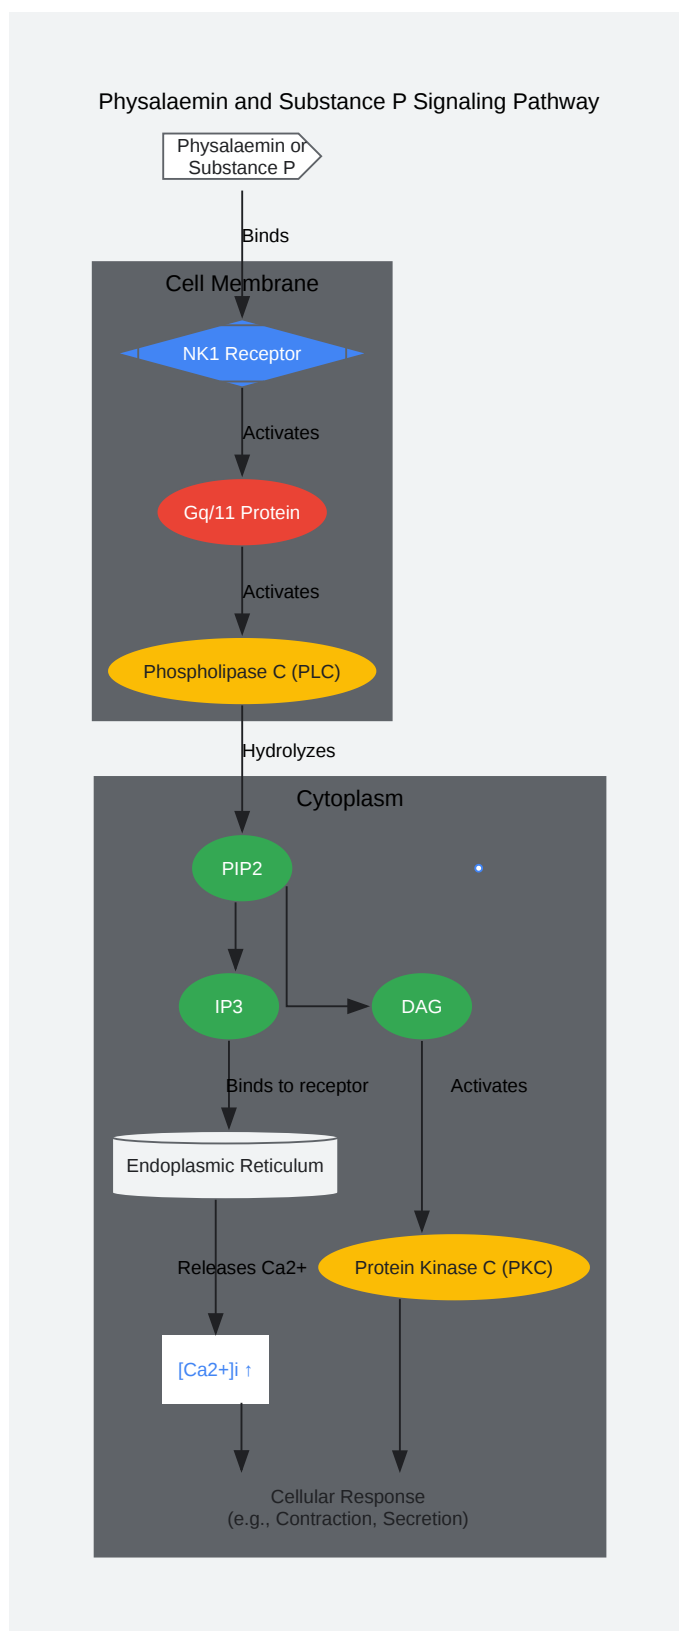 Physalaemin and Substance P Signaling Pathway
Physalaemin or
Substance P
Binds
Cell Membrane
NK1 Receptor
Activates
Gq/11 Protein
Activates
Phospholipase C (PLC)
Hydrolyzes
Cytoplasm
PIP2
IP3
DAG
Binds to receptor
Activates
Endoplasmic Reticulum
Releases Ca2+
Protein Kinase C (PKC)
[Ca2+]i ↑
Cellular Response
(e.g., Contraction, Secretion)